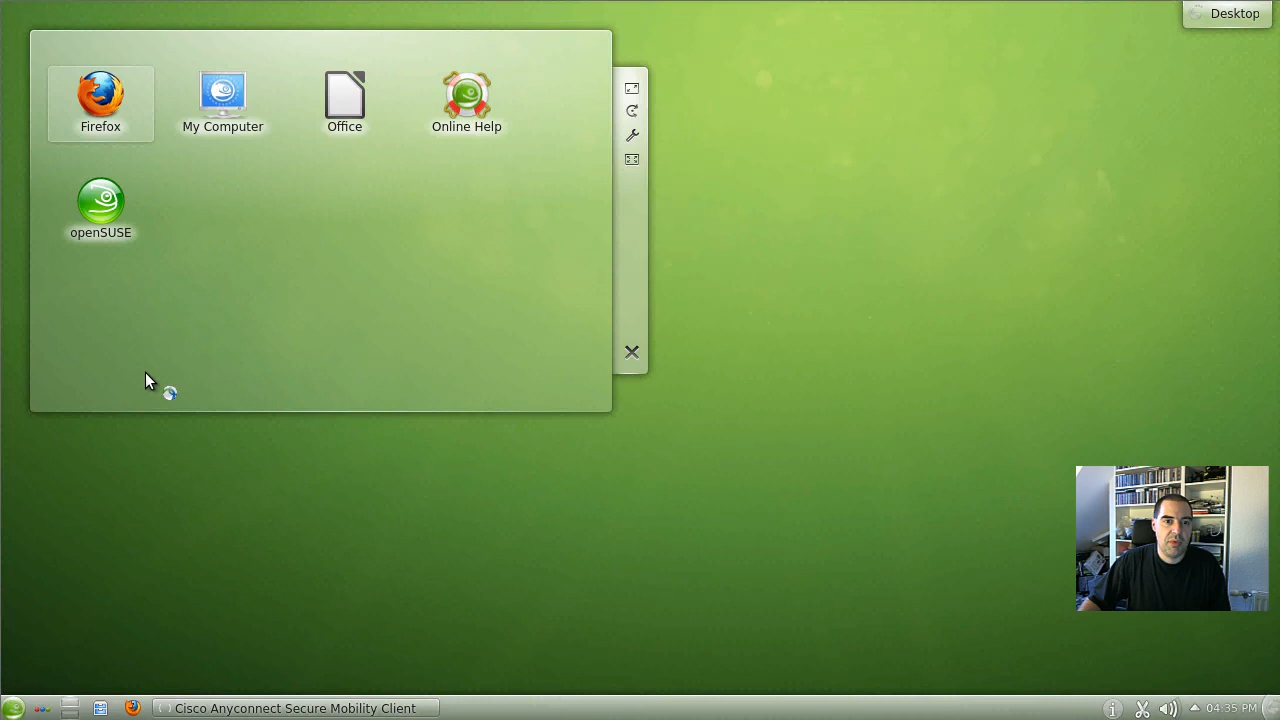 Desktop
Firefox
My Computer
Office
Online Help
openSUSE
Cisco Anyconnect Secure Mobility Client
04:35 PM